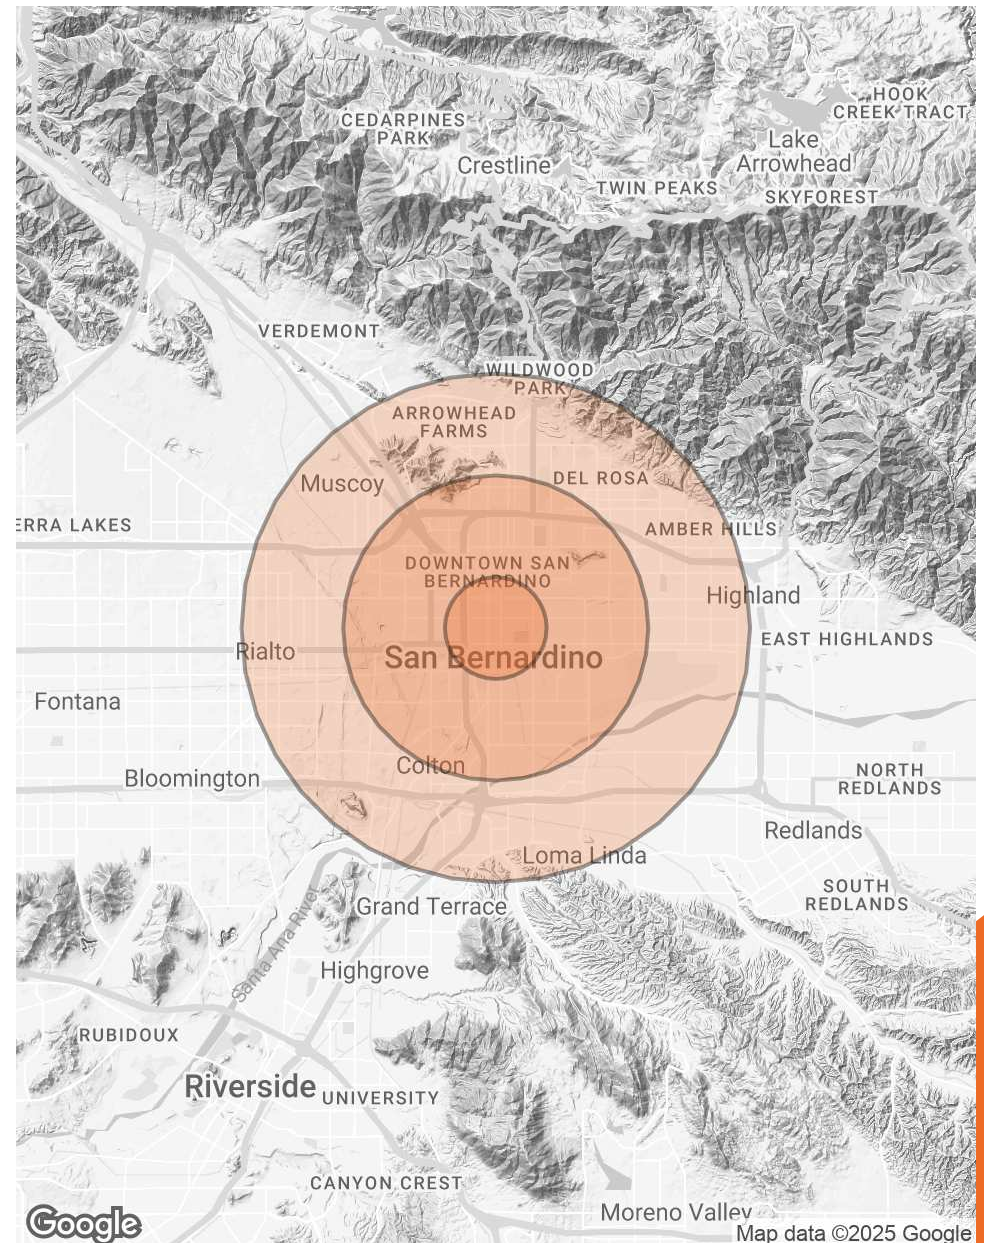 HOOK
CREEK TRACT
CEDARPINES
PARK
Lake
Arrowhead
Crestline
TWIN PEAKS
SKYFOREST
VERDEMONT
WILDWOOD
PARK
ARROWHEAD
FARMS
Muscoy
DEL ROSA
ERRA LAKES
AMBER HILLS
DOWNTOWN SAN
BERNARDINO
Highland
EAST HIGHLANDS
Rialto
San Bernardino
Fontana
Colton
Bloomington
NORTH
REDLANDS
Redlands
Loma Linda
SOUTH
REDLANDS
Grand Terrace
Santa Ana River
Highgrove
RUBIDOUX
Riverside
UNIVERSITY
CANYON CREST
Moreno Valley
Google
Map data ©2025 Google